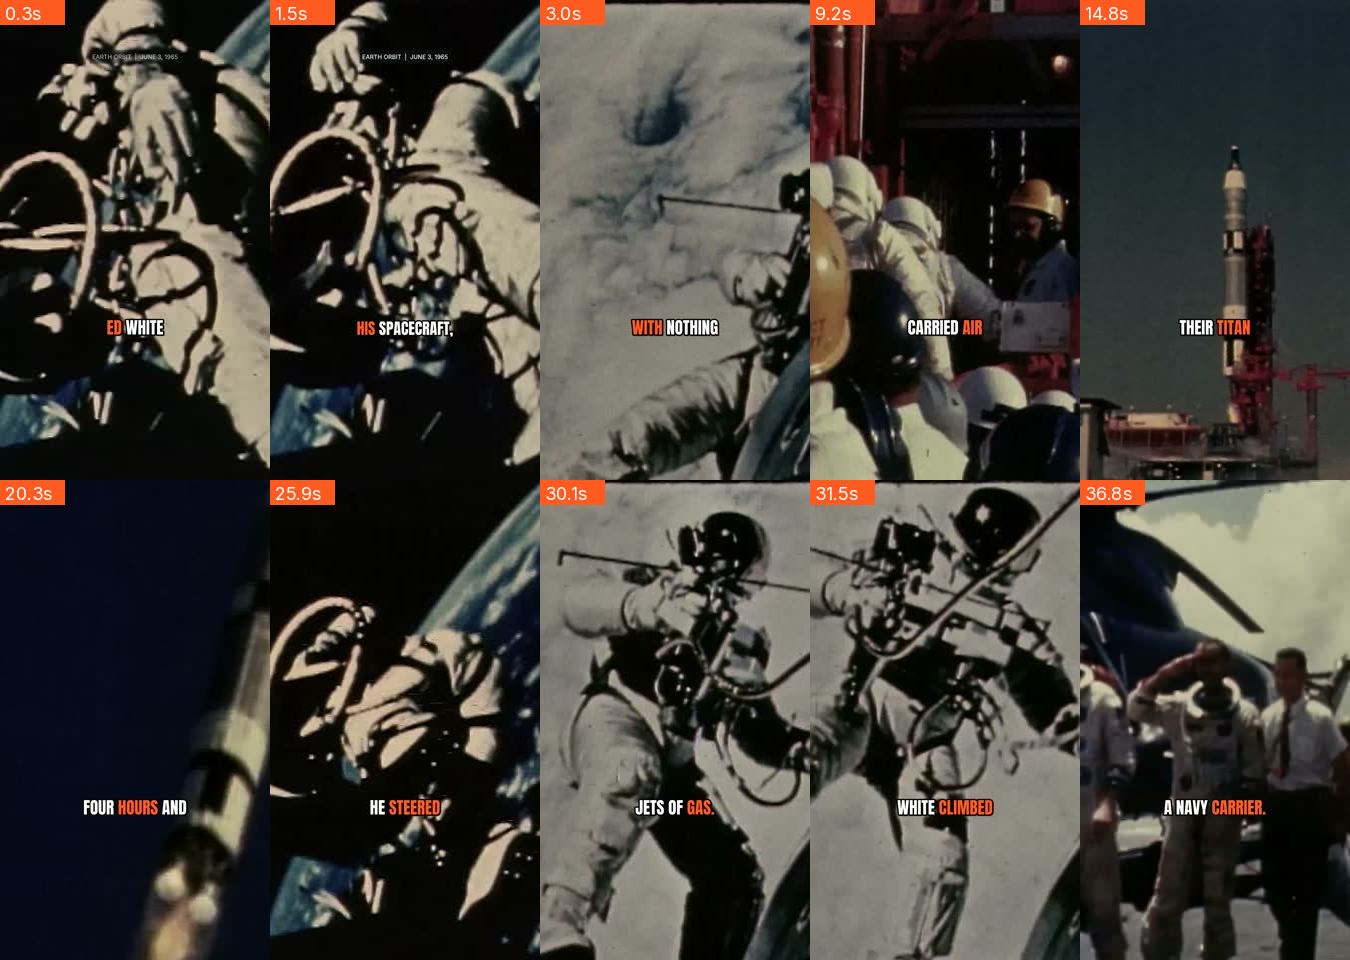 0.3s
EARTH ORBIT | JUNE 3, 1965
ED WHITE
1.5s
EARTH ORBIT | JUNE 3, 1965
HIS SPACECRAFT,
3.0s
WITH NOTHING
9.2s
CARRIED AIR
14.8s
THEIR TITAN
20.3s
FOUR HOURS AND
25.9s
HE STEERED
30.1s
JETS OF GAS.
31.5s
WHITE CLIMBED
36.8s
A NAVY CARRIER.